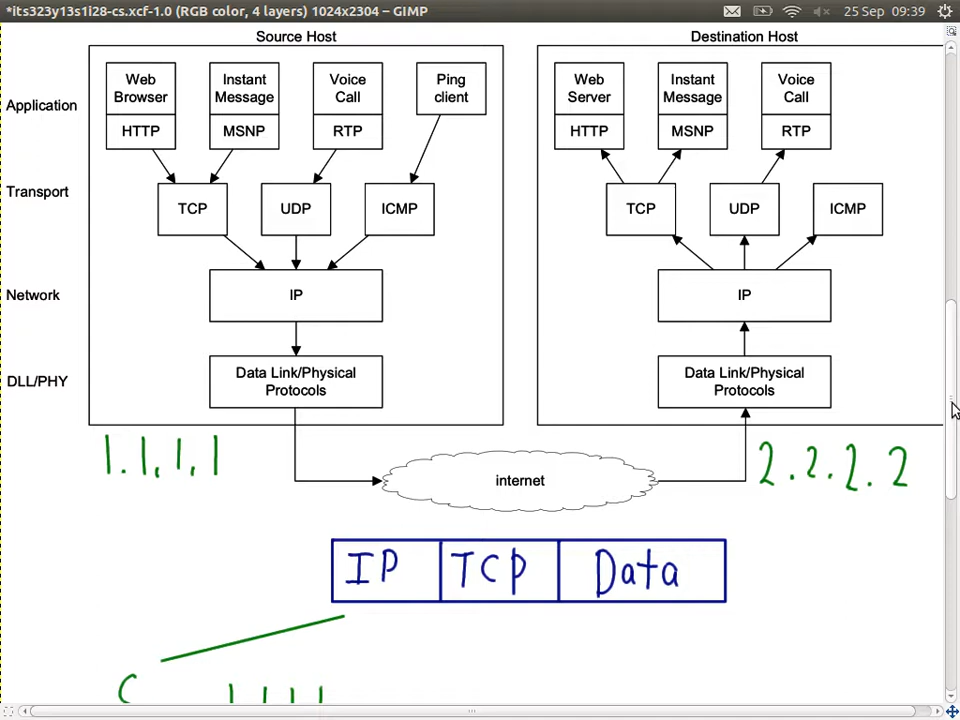 *its323y13s1i28-cs.xcf-1.0 (RGB color, 4 layers) 1024x2304 – GIMP
25 Sep 09:39
Source Host
Destination Host
Application
Web Browser
Instant Message
Voice Call
Ping client
Web Server
Instant Message
Voice Call
HTTP
MSNP
RTP
HTTP
MSNP
RTP
Transport
TCP
UDP
ICMP
TCP
UDP
ICMP
Network
IP
IP
DLL/PHY
Data Link/Physical
Protocols
Data Link/Physical
Protocols
1.1.1.1
2.2.2.2
internet
IP
TCP
Data